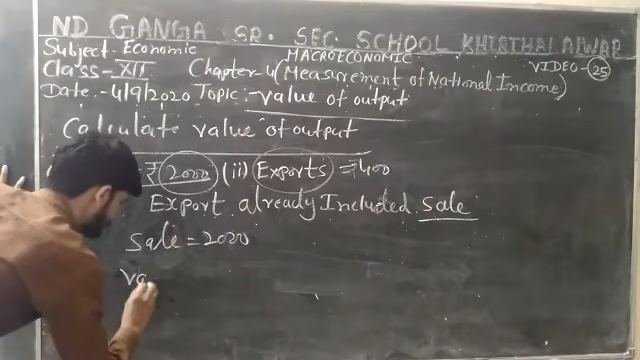 ND GANGA SR. SEC. SCHOOL KHISTHAL ALWAR
Subject - Economic MACROECONOMIC VIDEO - 25
Class - XII Chapter - 4 (Measurement of National Income)
Date - 4/9/2020 Topic: - value of output
Calculate value of output
₹ 2000 (ii) Exports = ₹400
Export already Included sale
Sale = 2000
va